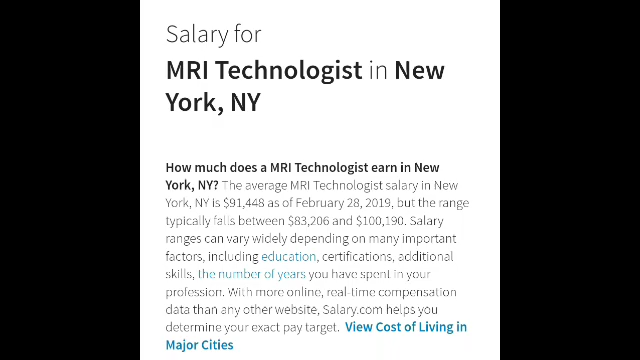 Salary for
MRI Technologist in New
York, NY
How much does a MRI Technologist earn in New
York, NY? The average MRI Technologist salary in New
York, NY is $91,448 as of February 28, 2019, but the range
typically falls between $83,206 and $100,190. Salary
ranges can vary widely depending on many important
factors, including education, certifications, additional
skills, the number of years you have spent in your
profession. With more online, real-time compensation
data than any other website, Salary.com helps you
determine your exact pay target. View Cost of Living in
Major Cities